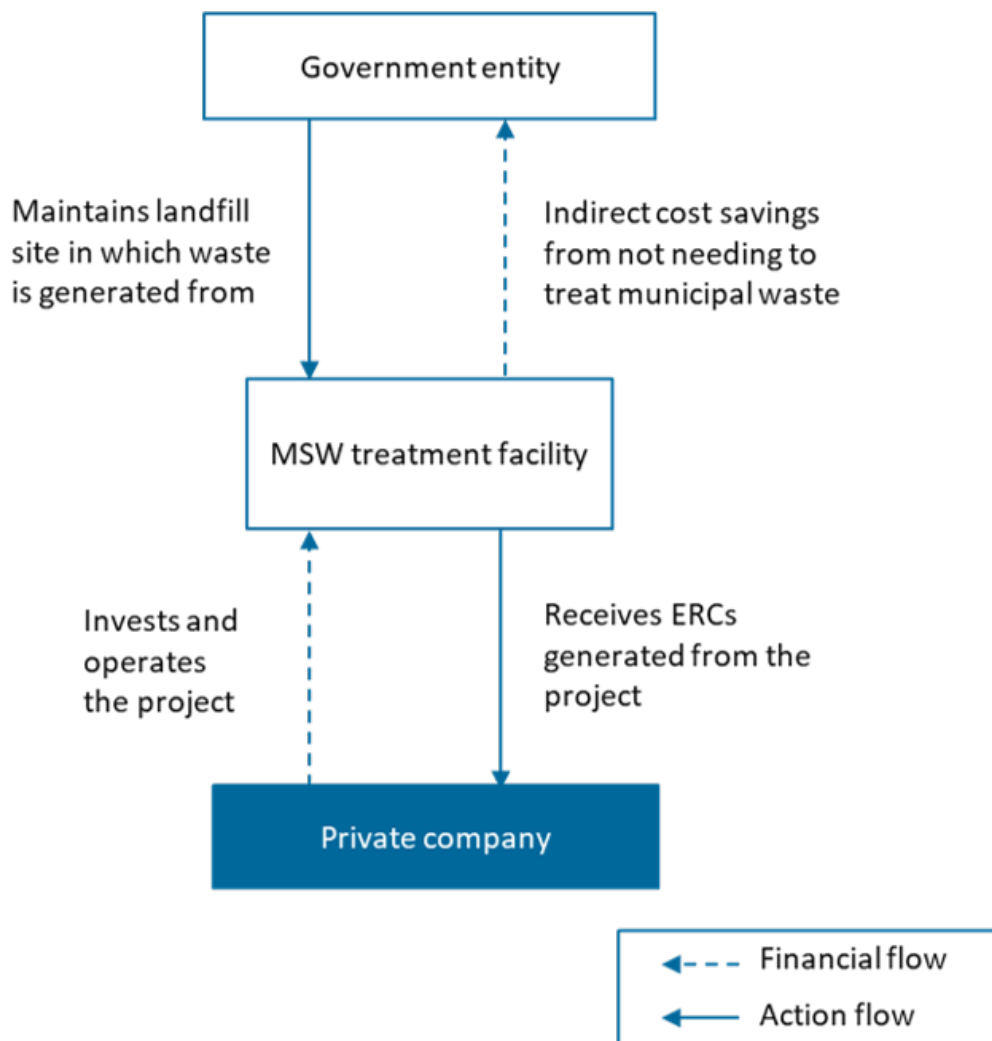 Government entity
Maintains landfill
site in which waste
is generated from
Indirect cost savings
from not needing to
treat municipal waste
MSW treatment facility
Invests and
operates
the project
Receives ERCs
generated from the
project
Private company
Financial flow
Action flow